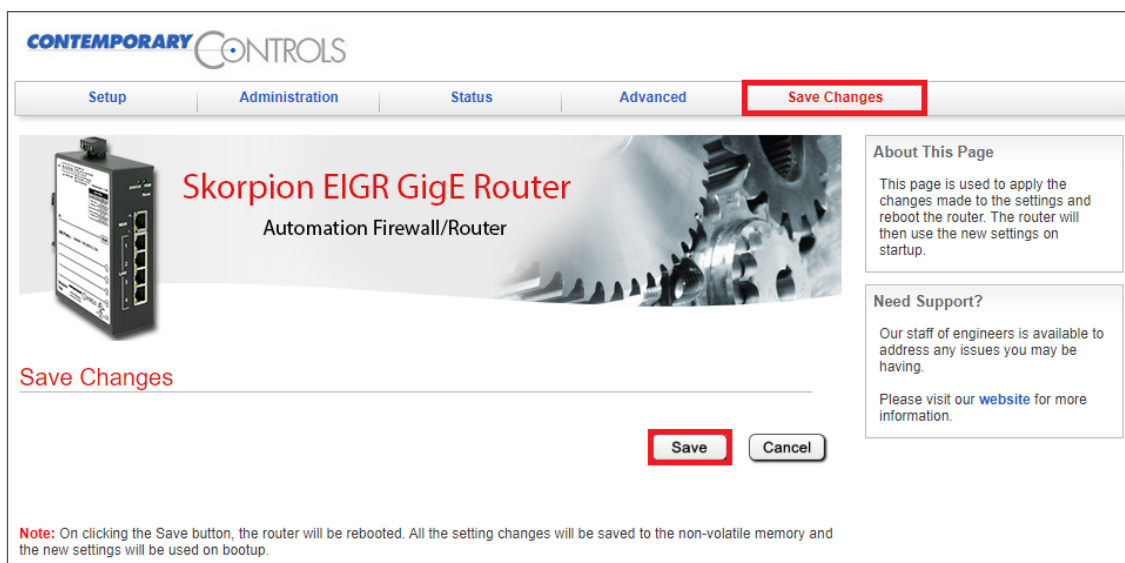 CONTEMPORARY CONTROLS
Setup Administration Status Advanced Save Changes
Skorpion EIGR GigE Router
Automation Firewall/Router
About This Page
This page is used to apply the
changes made to the settings and
reboot the router. The router will
then use the new settings on
startup.
Need Support?
Our staff of engineers is available to
address any issues you may be
having.
Please visit our website for more
information.
Save Changes
Save Cancel
Note: On clicking the Save button, the router will be rebooted. All the setting changes will be saved to the non-volatile memory and
the new settings will be used on bootup.